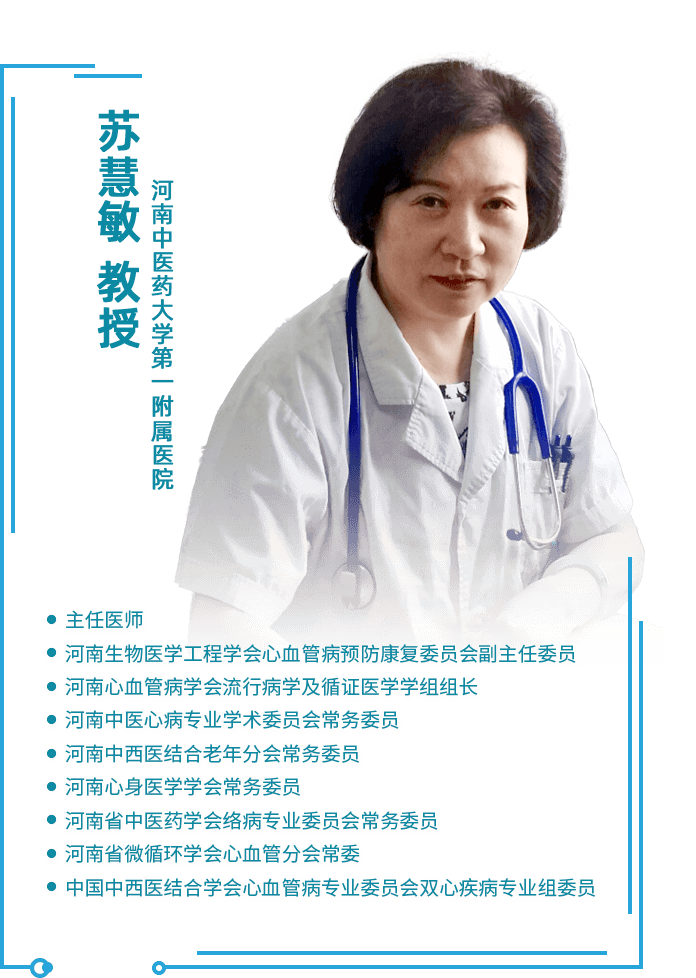 苏慧敏 教授
河南中医药大学第一附属医院
主任医师
河南生物医学工程学会心血管病预防康复委员会副主任委员
河南心血管病学会流行病学及循证医学学组组长
河南中医心病专业学术委员会常务委员
河南中西医结合老年分会常务委员
河南心身医学学会常务委员
河南省中医药学会络病专业委员会常务委员
河南省微循环学会心血管分会常委
中国中西医结合学会心血管病专业委员会双心疾病专业组委员